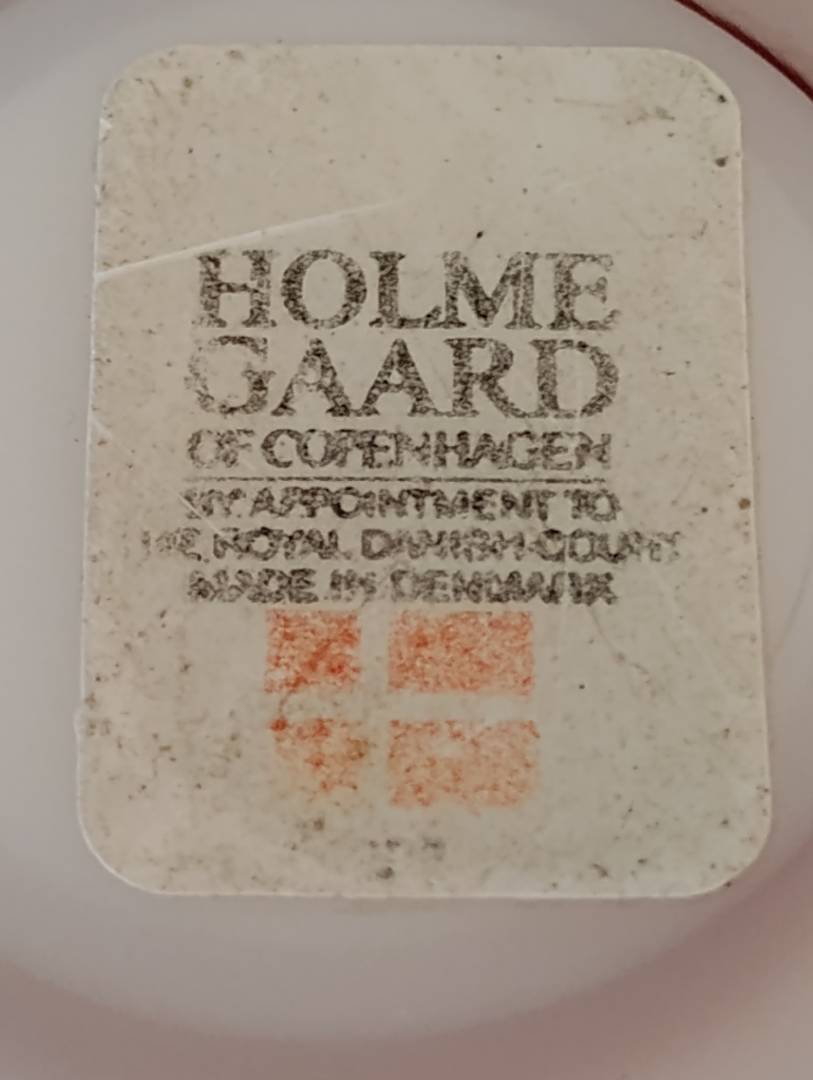 HOLME
GAARD
OF COPENHAGEN
BY APPOINTMENT TO
THE ROYAL DANISH COURT
MADE IN DENMARK